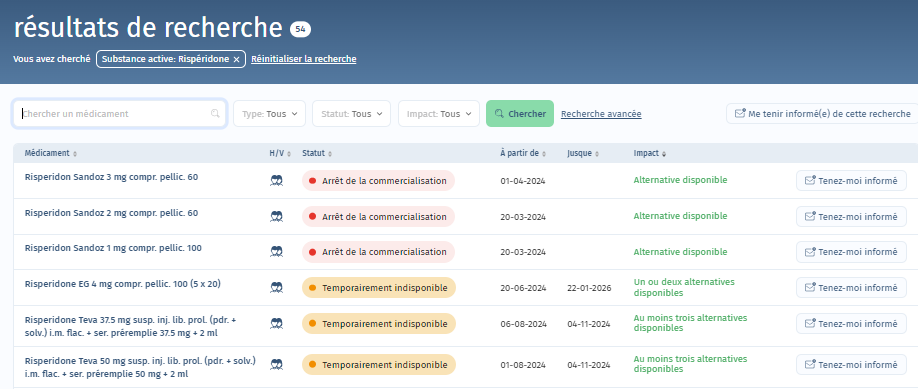 résultats de recherche 54
Vous avez cherché Substance active: Rispéridone × Réinitialiser la recherche
Chercher un médicament Type: Tous Statut: Tous Impact: Tous Chercher Recherche avancée Me tenir informé(e) de cette recherche
Médicament H/V Statut À partir de Jusque Impact
Risperidon Sandoz 3 mg compr. pellic. 60 Arrêt de la commercialisation 01-04-2024 Alternative disponible Tenez-moi informé
Risperidon Sandoz 2 mg compr. pellic. 60 Arrêt de la commercialisation 20-03-2024 Alternative disponible Tenez-moi informé
Risperidon Sandoz 1 mg compr. pellic. 100 Arrêt de la commercialisation 20-03-2024 Alternative disponible Tenez-moi informé
Risperidone EG 4 mg compr. pellic. 100 (5 x 20) Temporairement indisponible 20-06-2024 22-01-2026 Un ou deux alternatives
disponibles Tenez-moi informé
Risperidone Teva 37.5 mg susp. inj. lib. prol. (pdr. +
solv.) i.m. flac. + ser. préremplie 37.5 mg + 2 ml Temporairement indisponible 06-08-2024 04-11-2024 Au moins trois alternatives
disponibles Tenez-moi informé
Risperidone Teva 50 mg susp. inj. lib. prol. (pdr. + solv.)
i.m. flac. + ser. préremplie 50 mg + 2 ml Temporairement indisponible 01-08-2024 04-11-2024 Au moins trois alternatives
disponibles Tenez-moi informé